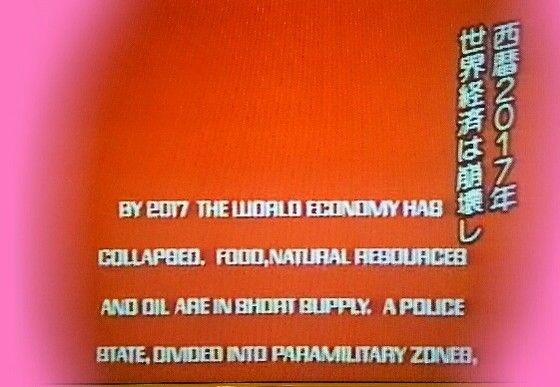 西暦2017年
世界経済は崩壊し
BY 2017 THE WORLD ECONOMY HAS
COLLAPSED. FOOD,NATURAL RESOURCES
AND OIL ARE IN SHORT SUPPLY. A POLICE
STATE, DIVIDED INTO PARAMILITARY ZONES,